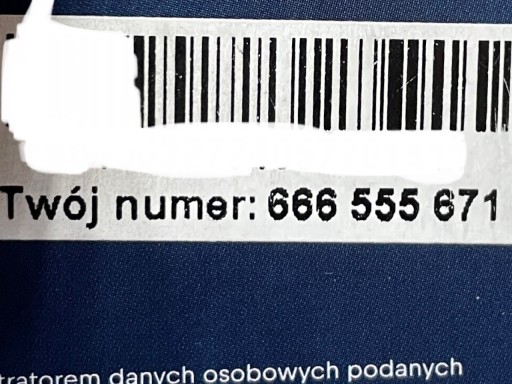 Twój numer: 666 555 671
tratorem danych osobowych podanych